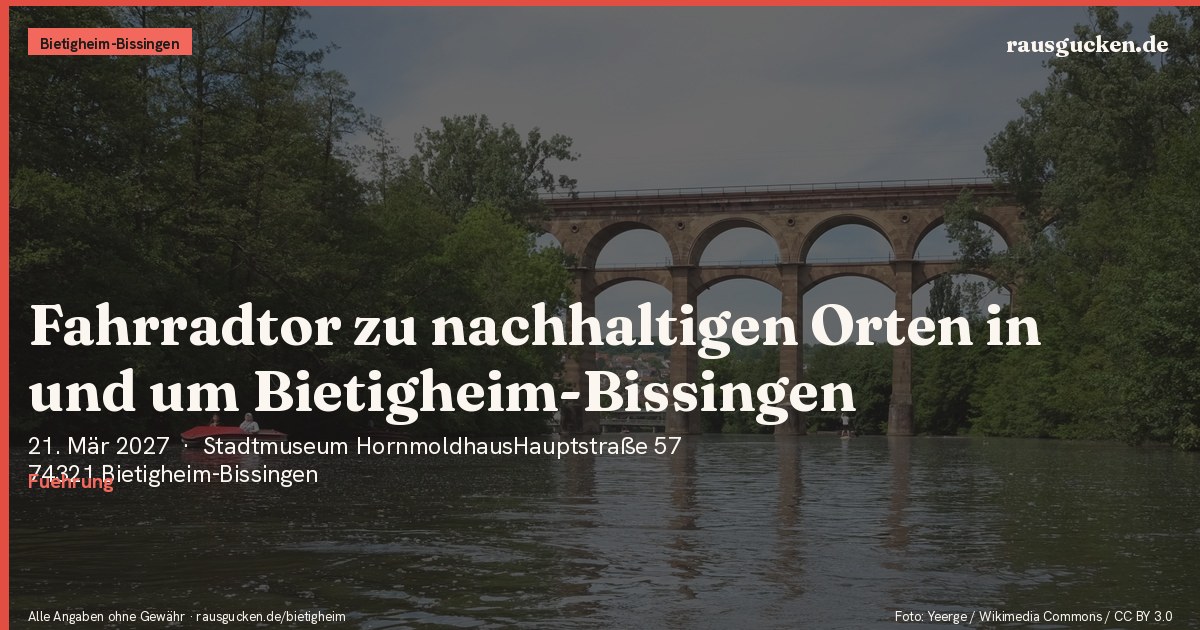 Bietigheim-Bissingen
rausgucken.de
Fahrradtor zu nachhaltigen Orten in
und um Bietigheim-Bissingen
21. Mär 2027 · Stadtmuseum HornmoldhausHauptstraße 57
74321 Bietigheim-Bissingen
Fuehrung
Alle Angaben ohne Gewähr · rausgucken.de/bietigheim
Foto: Yeerge / Wikimedia Commons / CC BY 3.0